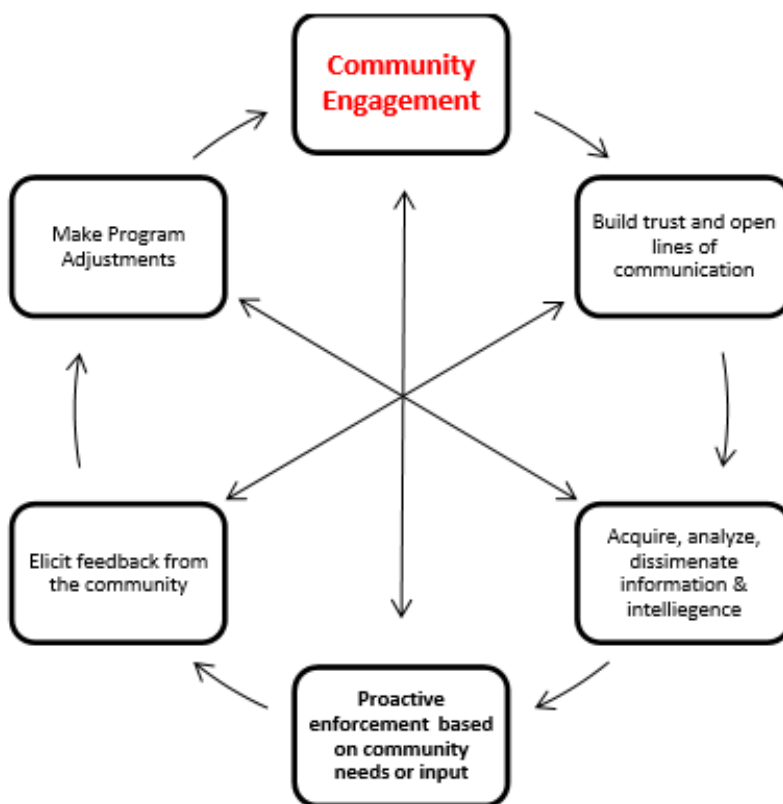 Community
Engagement
Build trust and open
lines of
communication
Acquire, analyze,
dissimenate
information &
intelliegence
Proactive
enforcement based
on community
needs or input
Elicit feedback from
the community
Make Program
Adjustments